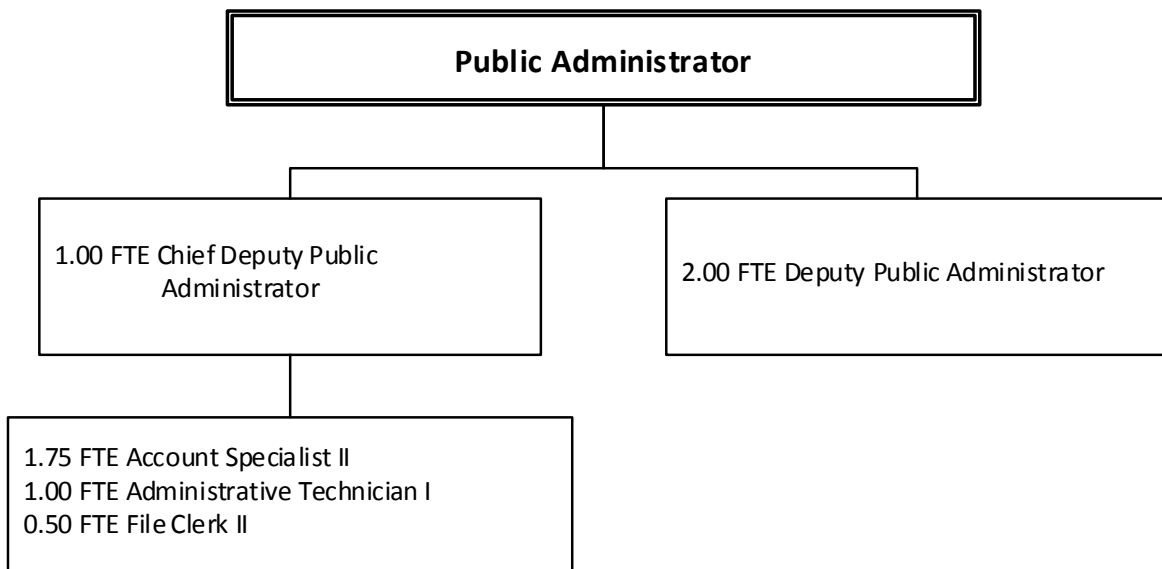 Public Administrator
1.00 FTE Chief Deputy Public
Administrator
2.00 FTE Deputy Public Administrator
1.75 FTE Account Specialist II
1.00 FTE Administrative Technician I
0.50 FTE File Clerk II